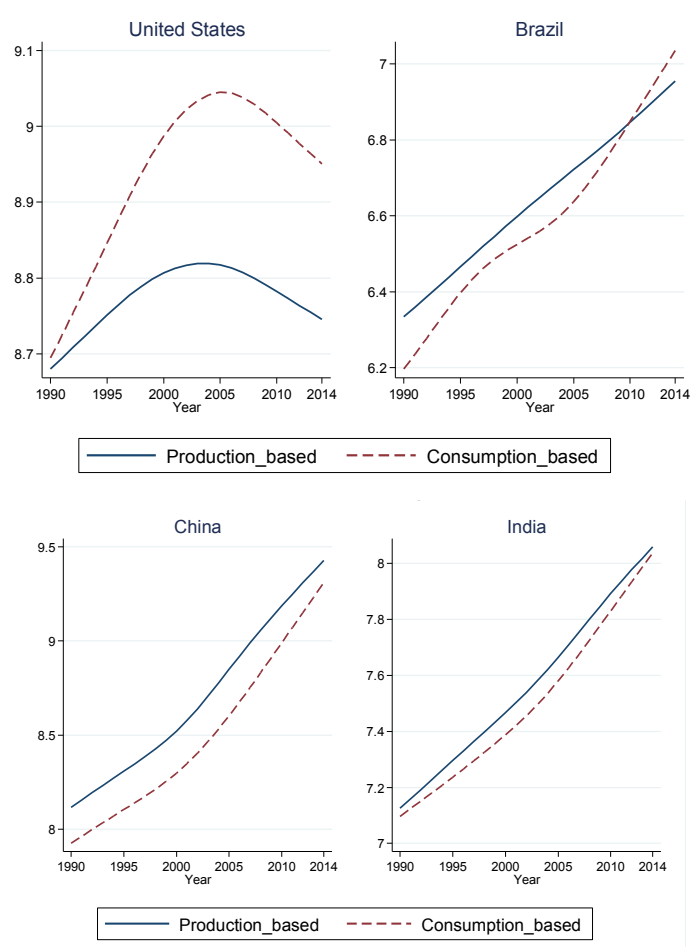 United States
9.1
9
8.9
8.8
8.7
1990 1995 2000 2005 2010 2014
Year
Brazil
7
6.8
6.6
6.4
6.2
1990 1995 2000 2005 2010 2014
Year
Production_based Consumption_based
China
9.5
9
8.5
8
1990 1995 2000 2005 2010 2014
Year
India
8
7.8
7.6
7.4
7.2
7
1990 1995 2000 2005 2010 2014
Year
Production_based Consumption_based